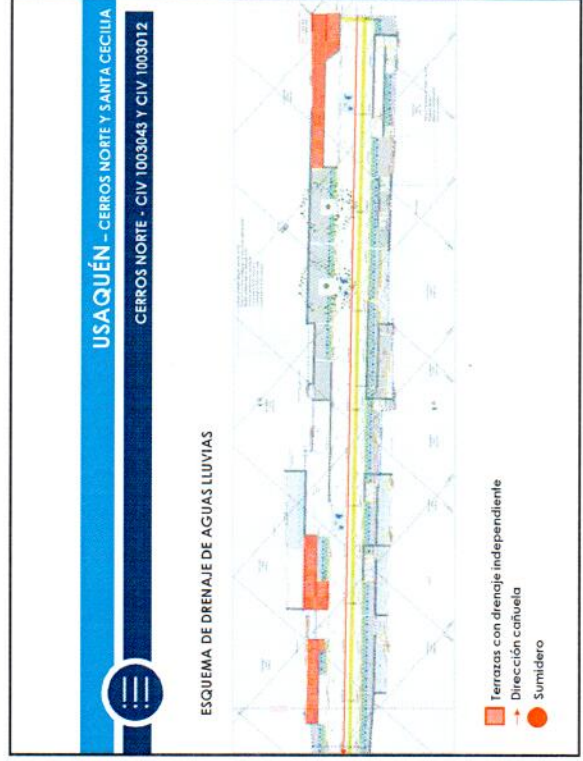 USAQUÉN – CERROS NORTE Y SANTA CECILIA
CERROS NORTE - CIV 1003043 Y CIV 1003012
ESQUEMA DE DRENAJE DE AGUAS LLUVIAS
Terrazas con drenaje independiente
Dirección cañuela
Sumidero